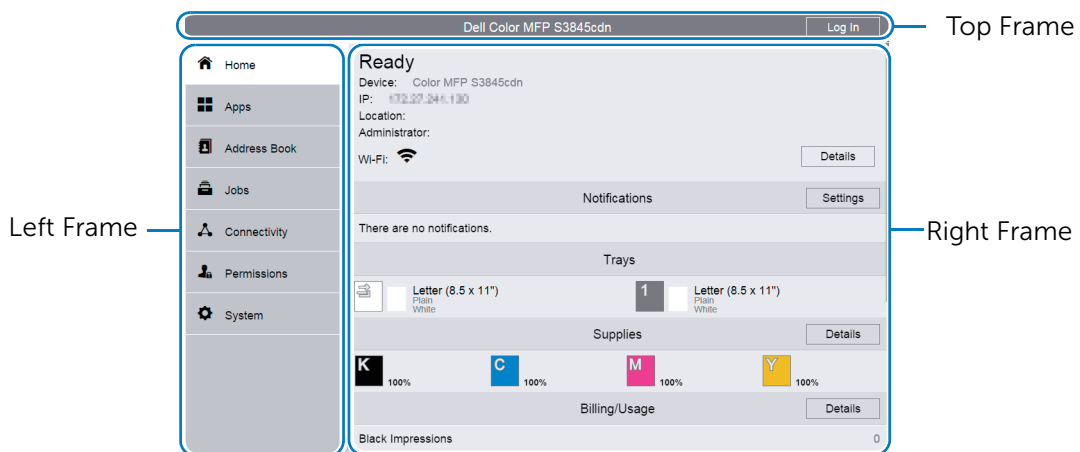 Dell Color MFP S3845cdn
Log In
Top Frame
Home
Apps
Address Book
Jobs
Connectivity
Permissions
System
Left Frame
Ready
Device: Color MFP S3845cdn
IP:
Location:
Administrator:
Wi-Fi:
Details
Notifications
Settings
There are no notifications.
Right Frame
Trays
Letter (8.5 x 11")
Plain
White
1
Letter (8.5 x 11")
Plain
White
Supplies
Details
K 100%
C 100%
M 100%
Y 100%
Billing/Usage
Details
Black Impressions 0